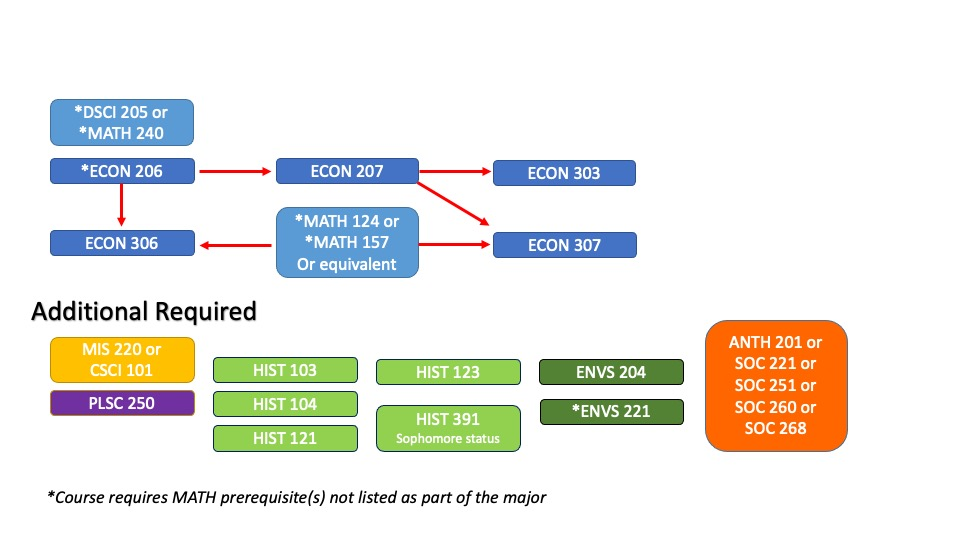 *DSCI 205 or
*MATH 240
*ECON 206
ECON 207
ECON 303
ECON 306
*MATH 124 or
*MATH 157
Or equivalent
ECON 307
Additional Required
MIS 220 or
CSCI 101
PLSC 250
HIST 103
HIST 104
HIST 121
HIST 123
HIST 391
Sophomore status
ENVS 204
*ENVS 221
ANTH 201 or
SOC 221 or
SOC 251 or
SOC 260 or
SOC 268
*Course requires MATH prerequisite(s) not listed as part of the major